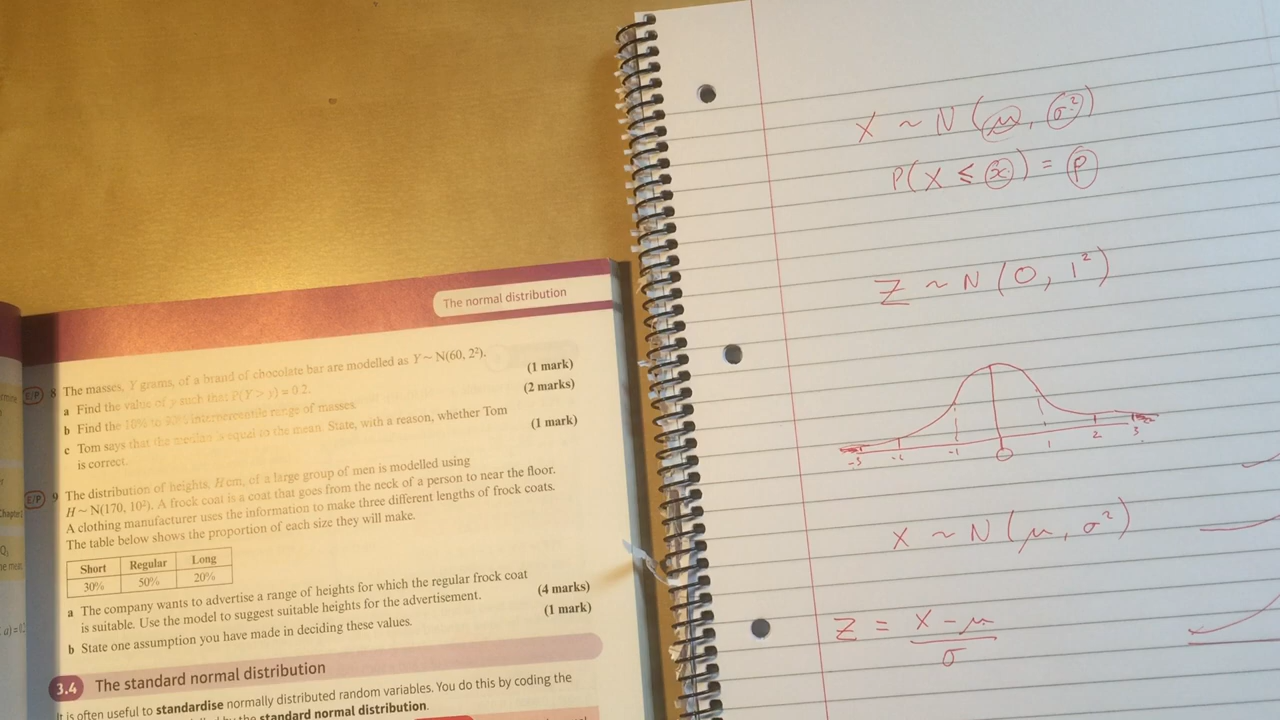 The normal distribution
E/P 8 The masses, Y grams, of a brand of chocolate bar are modelled as Y ~ N(60, 2²).
a Find the value of y such that P(Y > y) = 0.2. (1 mark)
b Find the 10% to 90% interpercentile range of masses. (2 marks)
c Tom says that the median is equal to the mean. State, with a reason, whether Tom
is correct. (1 mark)
E/P 9 The distribution of heights, H cm, of a large group of men is modelled using
H ~ N(170, 10²). A frock coat is a coat that goes from the neck of a person to near the floor.
A clothing manufacturer uses the information to make three different lengths of frock coats.
The table below shows the proportion of each size they will make.
Short Regular Long
30% 50% 20%
a The company wants to advertise a range of heights for which the regular frock coat
is suitable. Use the model to suggest suitable heights for the advertisement. (4 marks)
b State one assumption you have made in deciding these values. (1 mark)
3.4 The standard normal distribution
It is often useful to standardise normally distributed random variables. You do this by coding the
by the standard normal distribution.
X ~ N (μ, σ²)
P(X ⩽ x) = p
Z ~ N (0, 1²)
-3 -2 -1 0 1 2 3
X ~ N (μ, σ²)
Z = X - μ
σ